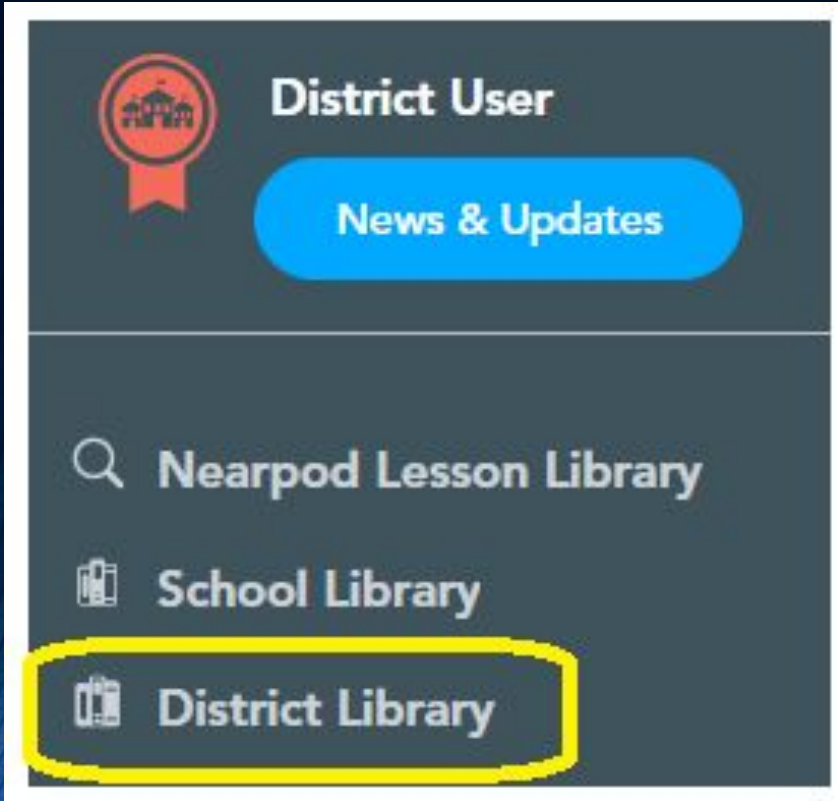 District User
News & Updates
Nearpod Lesson Library
School Library
District Library